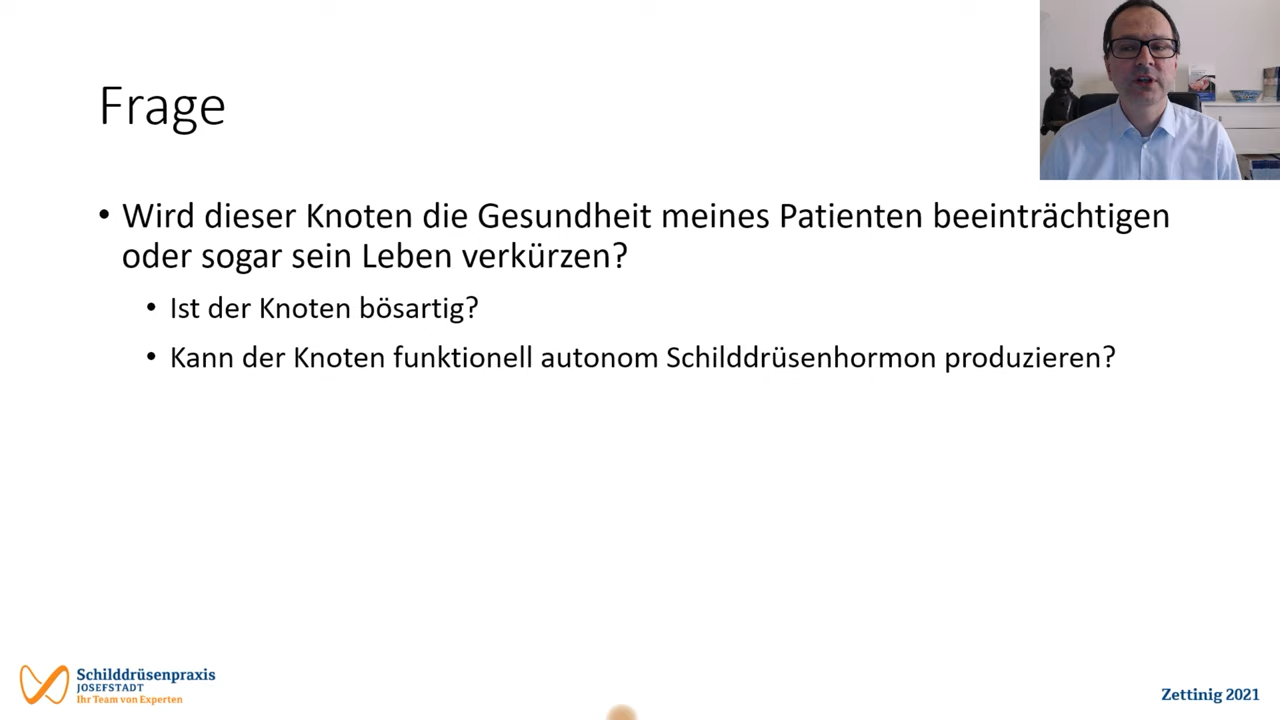 Frage
• Wird dieser Knoten die Gesundheit meines Patienten beeinträchtigen
oder sogar sein Leben verkürzen?
• Ist der Knoten bösartig?
• Kann der Knoten funktionell autonom Schilddrüsenhormon produzieren?
Schilddrüsenpraxis
JOSEFSTADT
Ihr Team von Experten
Zettinig 2021